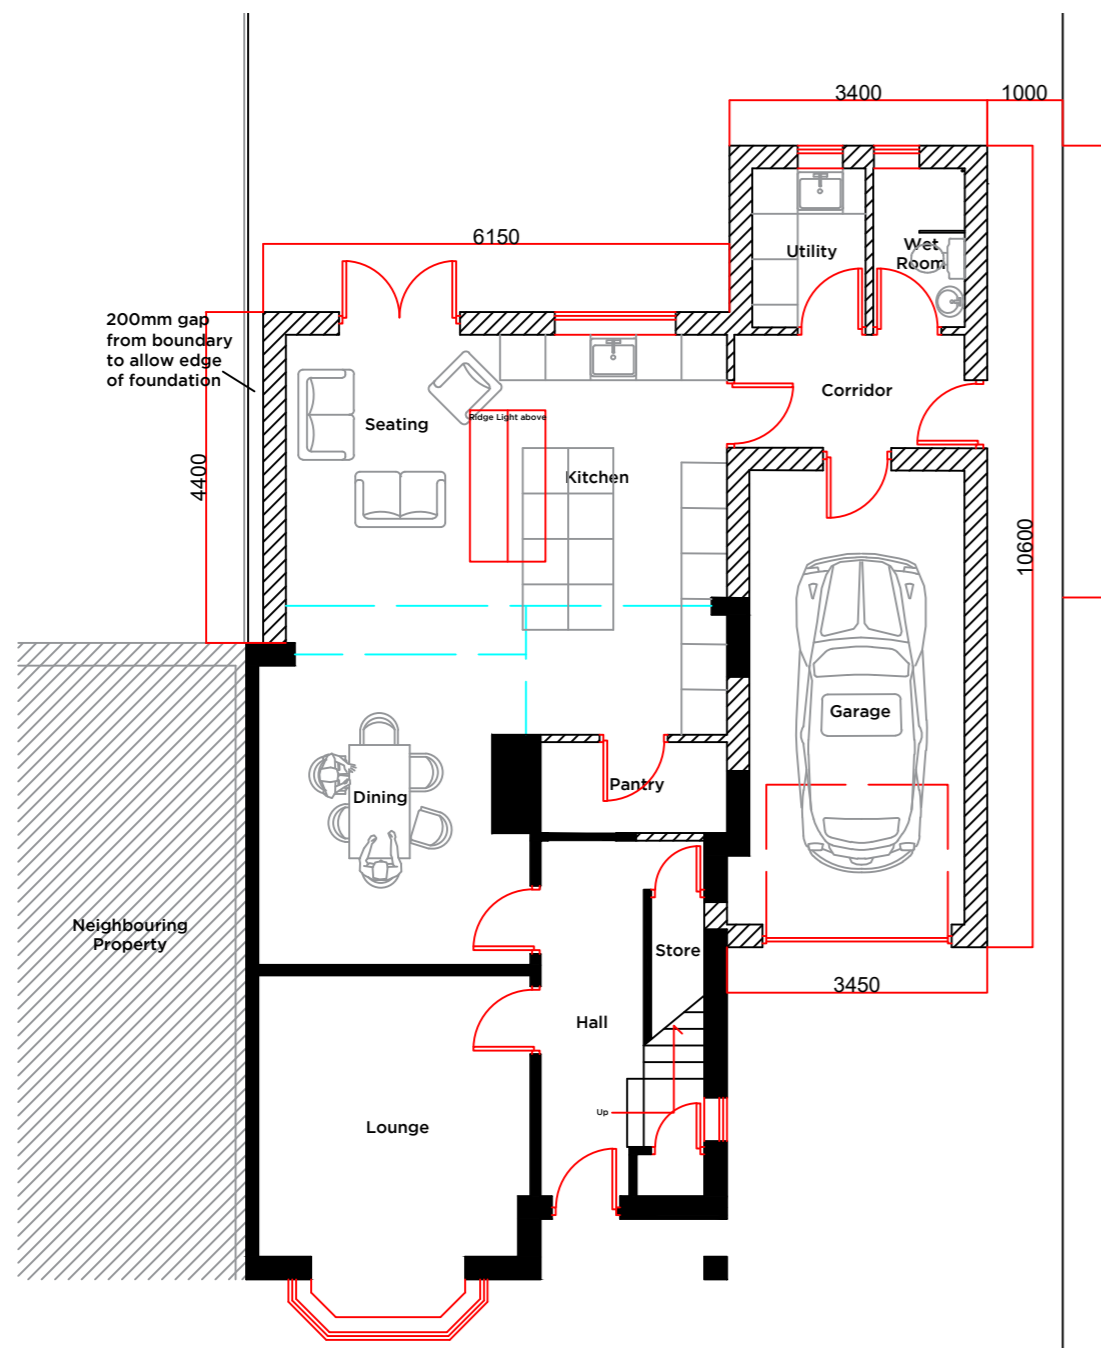 3400
1000
6150
200mm gap
from boundary
to allow edge
of foundation
Utility
Wet
Room
Corridor
Seating
Ridge Light above
Kitchen
4400
10600
Garage
Pantry
Dining
Neighbouring
Property
Store
3450
Hall
Up
Lounge